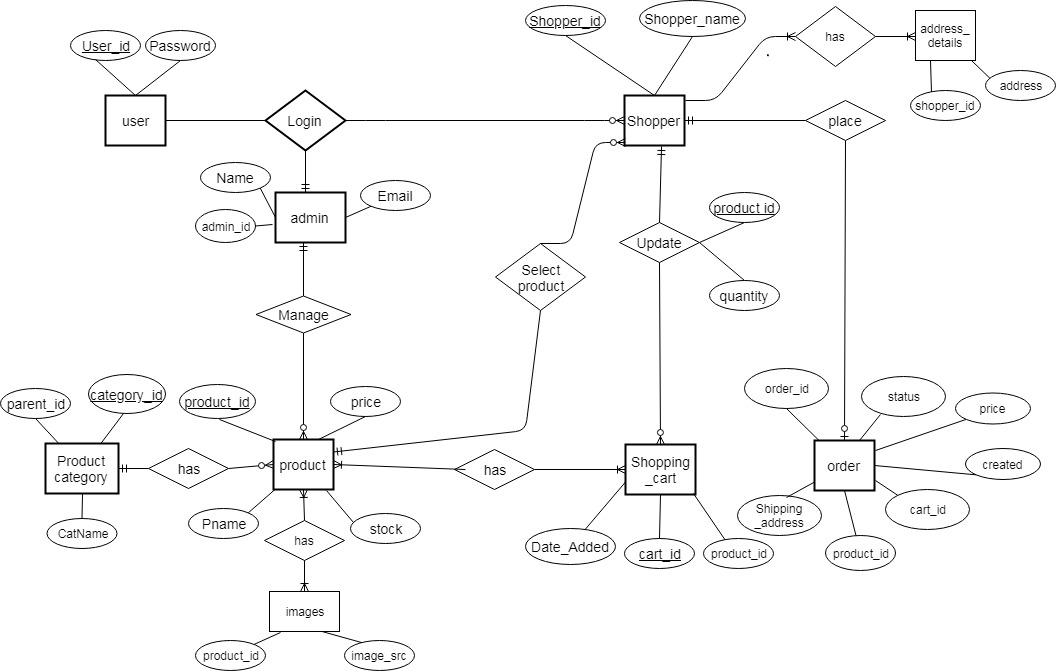 Shopper_id
Shopper_name
User_id
Password
has
address_
details
address
shopper_id
user
Login
Shopper
place
Name
admin_id
admin
Email
product id
Update
quantity
Select
product
Manage
parent_id
category_id
product_id
price
order_id
status
price
Product
category
has
product
has
Shopping
_cart
order
created
CatName
Pname
stock
has
Date_Added
cart_id
product_id
Shipping
_address
product_id
cart_id
images
product_id
image_src